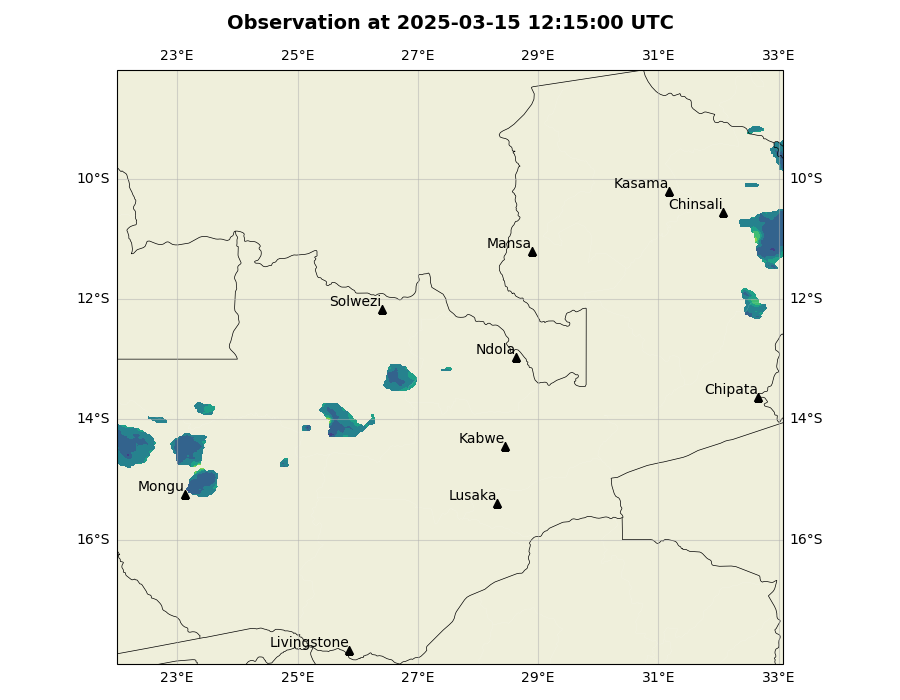 Observation at 2025-03-15 12:15:00 UTC
23°E 25°E 27°E 29°E 31°E 33°E
10°S 10°S
Kasama
Chinsali
Mansa
12°S 12°S
Solwezi
Ndola
Chipata
14°S 14°S
Kabwe
Mongu
Lusaka
16°S 16°S
Livingstone
23°E 25°E 27°E 29°E 31°E 33°E